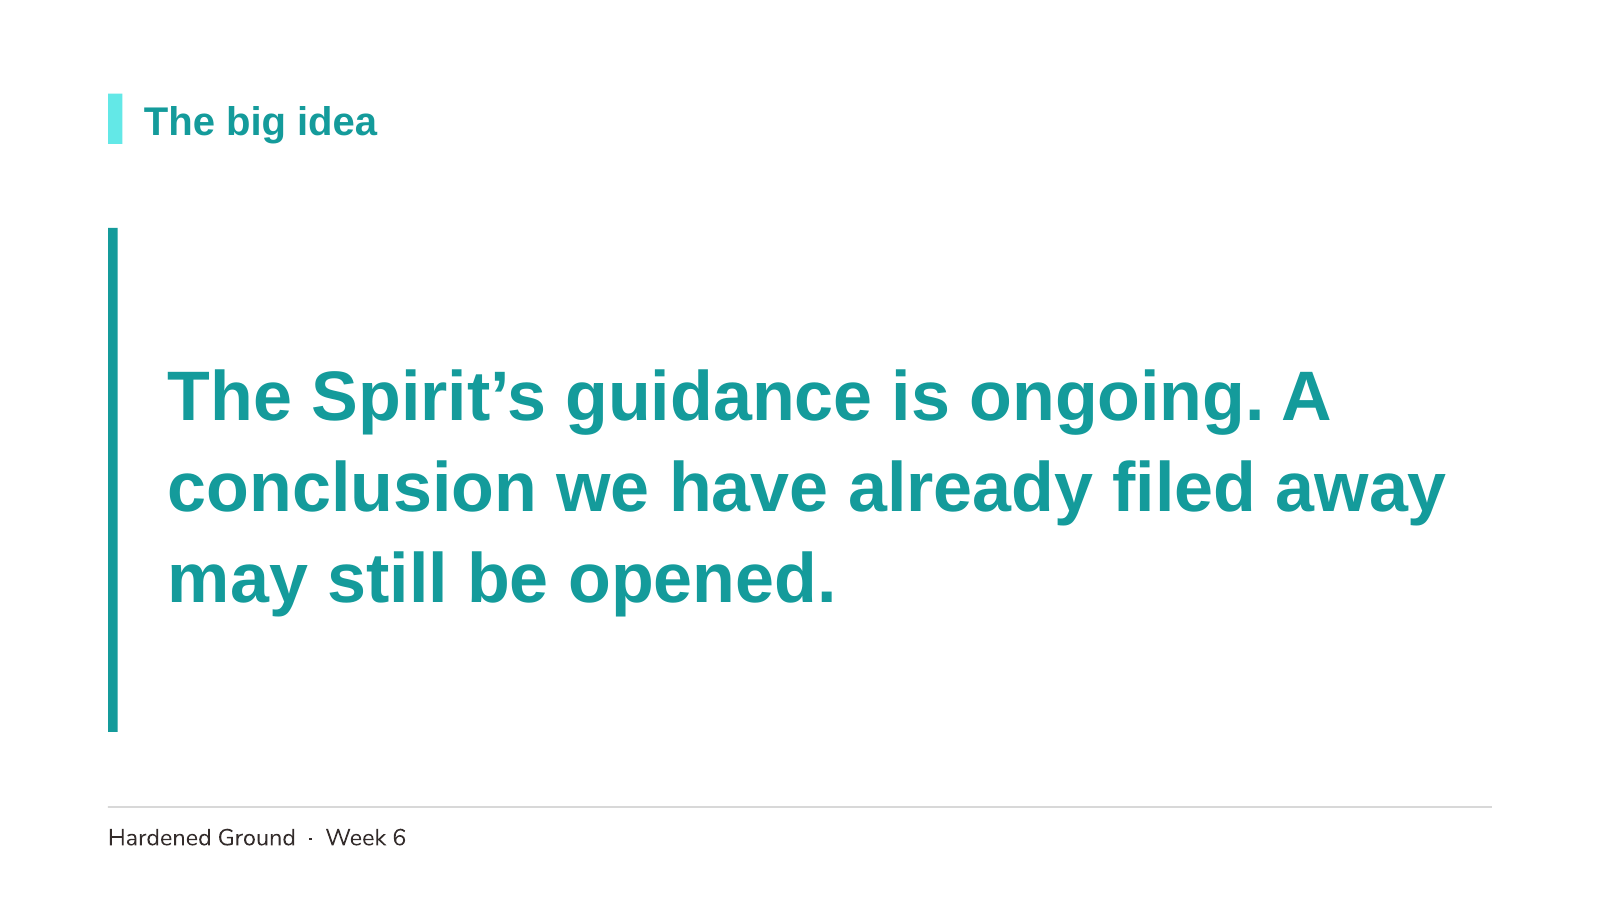 The big idea
The Spirit’s guidance is ongoing. A
conclusion we have already filed away
may still be opened.
Hardened Ground · Week 6